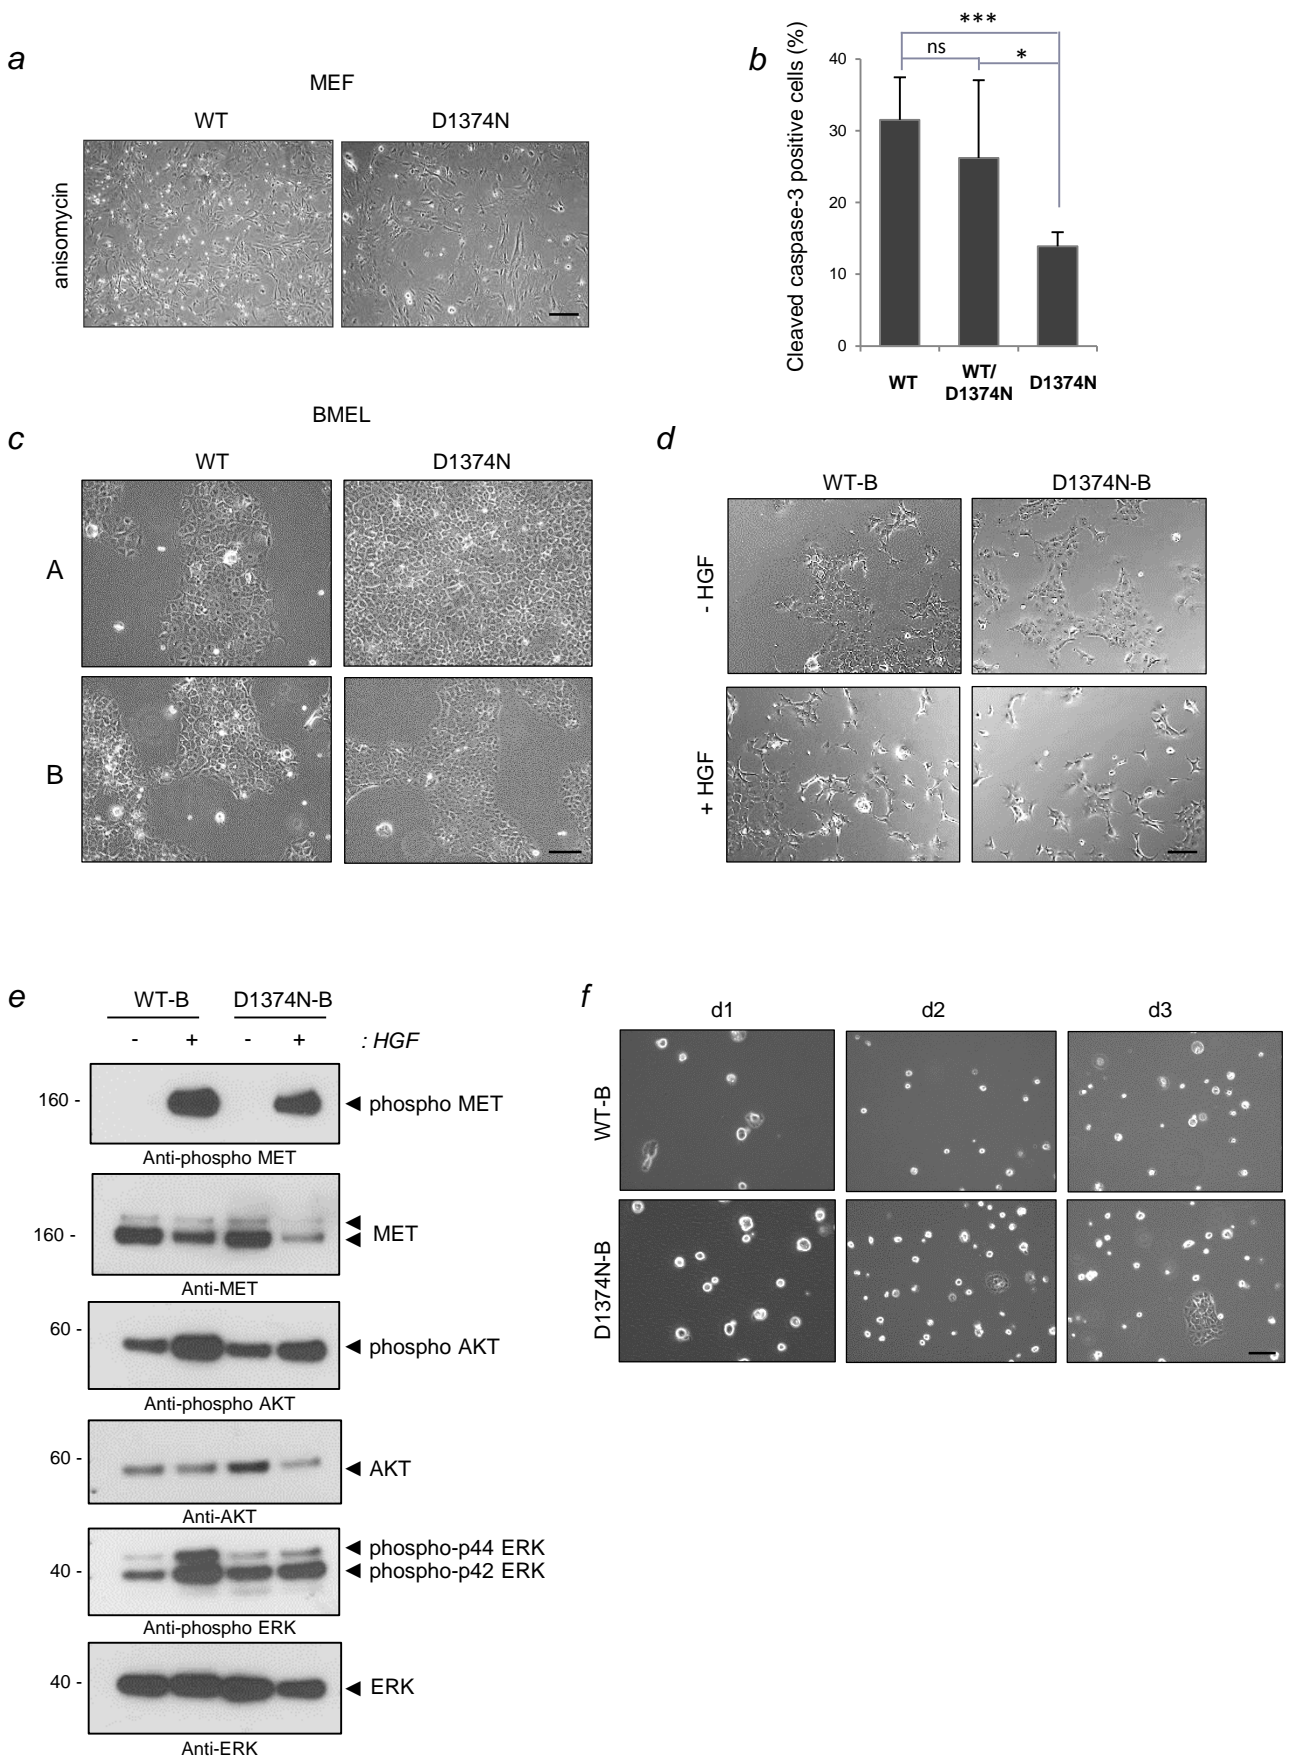 a
MEF
WT D1374N
anisomycin
b
Cleaved caspase-3 positive cells (%)
***
ns
*
40
30
20
10
0
WT WT/ D1374N
D1374N
c
BMEL
WT D1374N
A
B
d
WT-B D1374N-B
- HGF
+ HGF
e
WT-B D1374N-B
- + - + : HGF
160 - phospho MET
Anti-phospho MET
160 - MET
Anti-MET
60 - phospho AKT
Anti-phospho AKT
60 - AKT
Anti-AKT
phospho-p44 ERK
40 - phospho-p42 ERK
Anti-phospho ERK
40 - ERK
Anti-ERK
f
d1 d2 d3
WT-B
D1374N-B